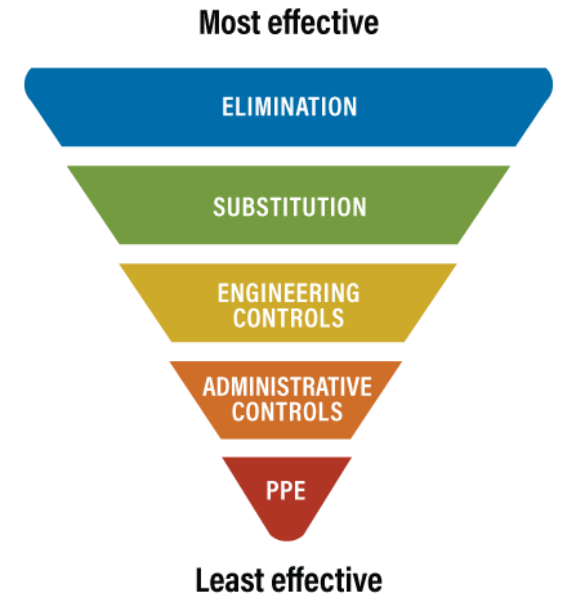 Most effective
ELIMINATION
SUBSTITUTION
ENGINEERING
CONTROLS
ADMINISTRATIVE
CONTROLS
PPE
Least effective